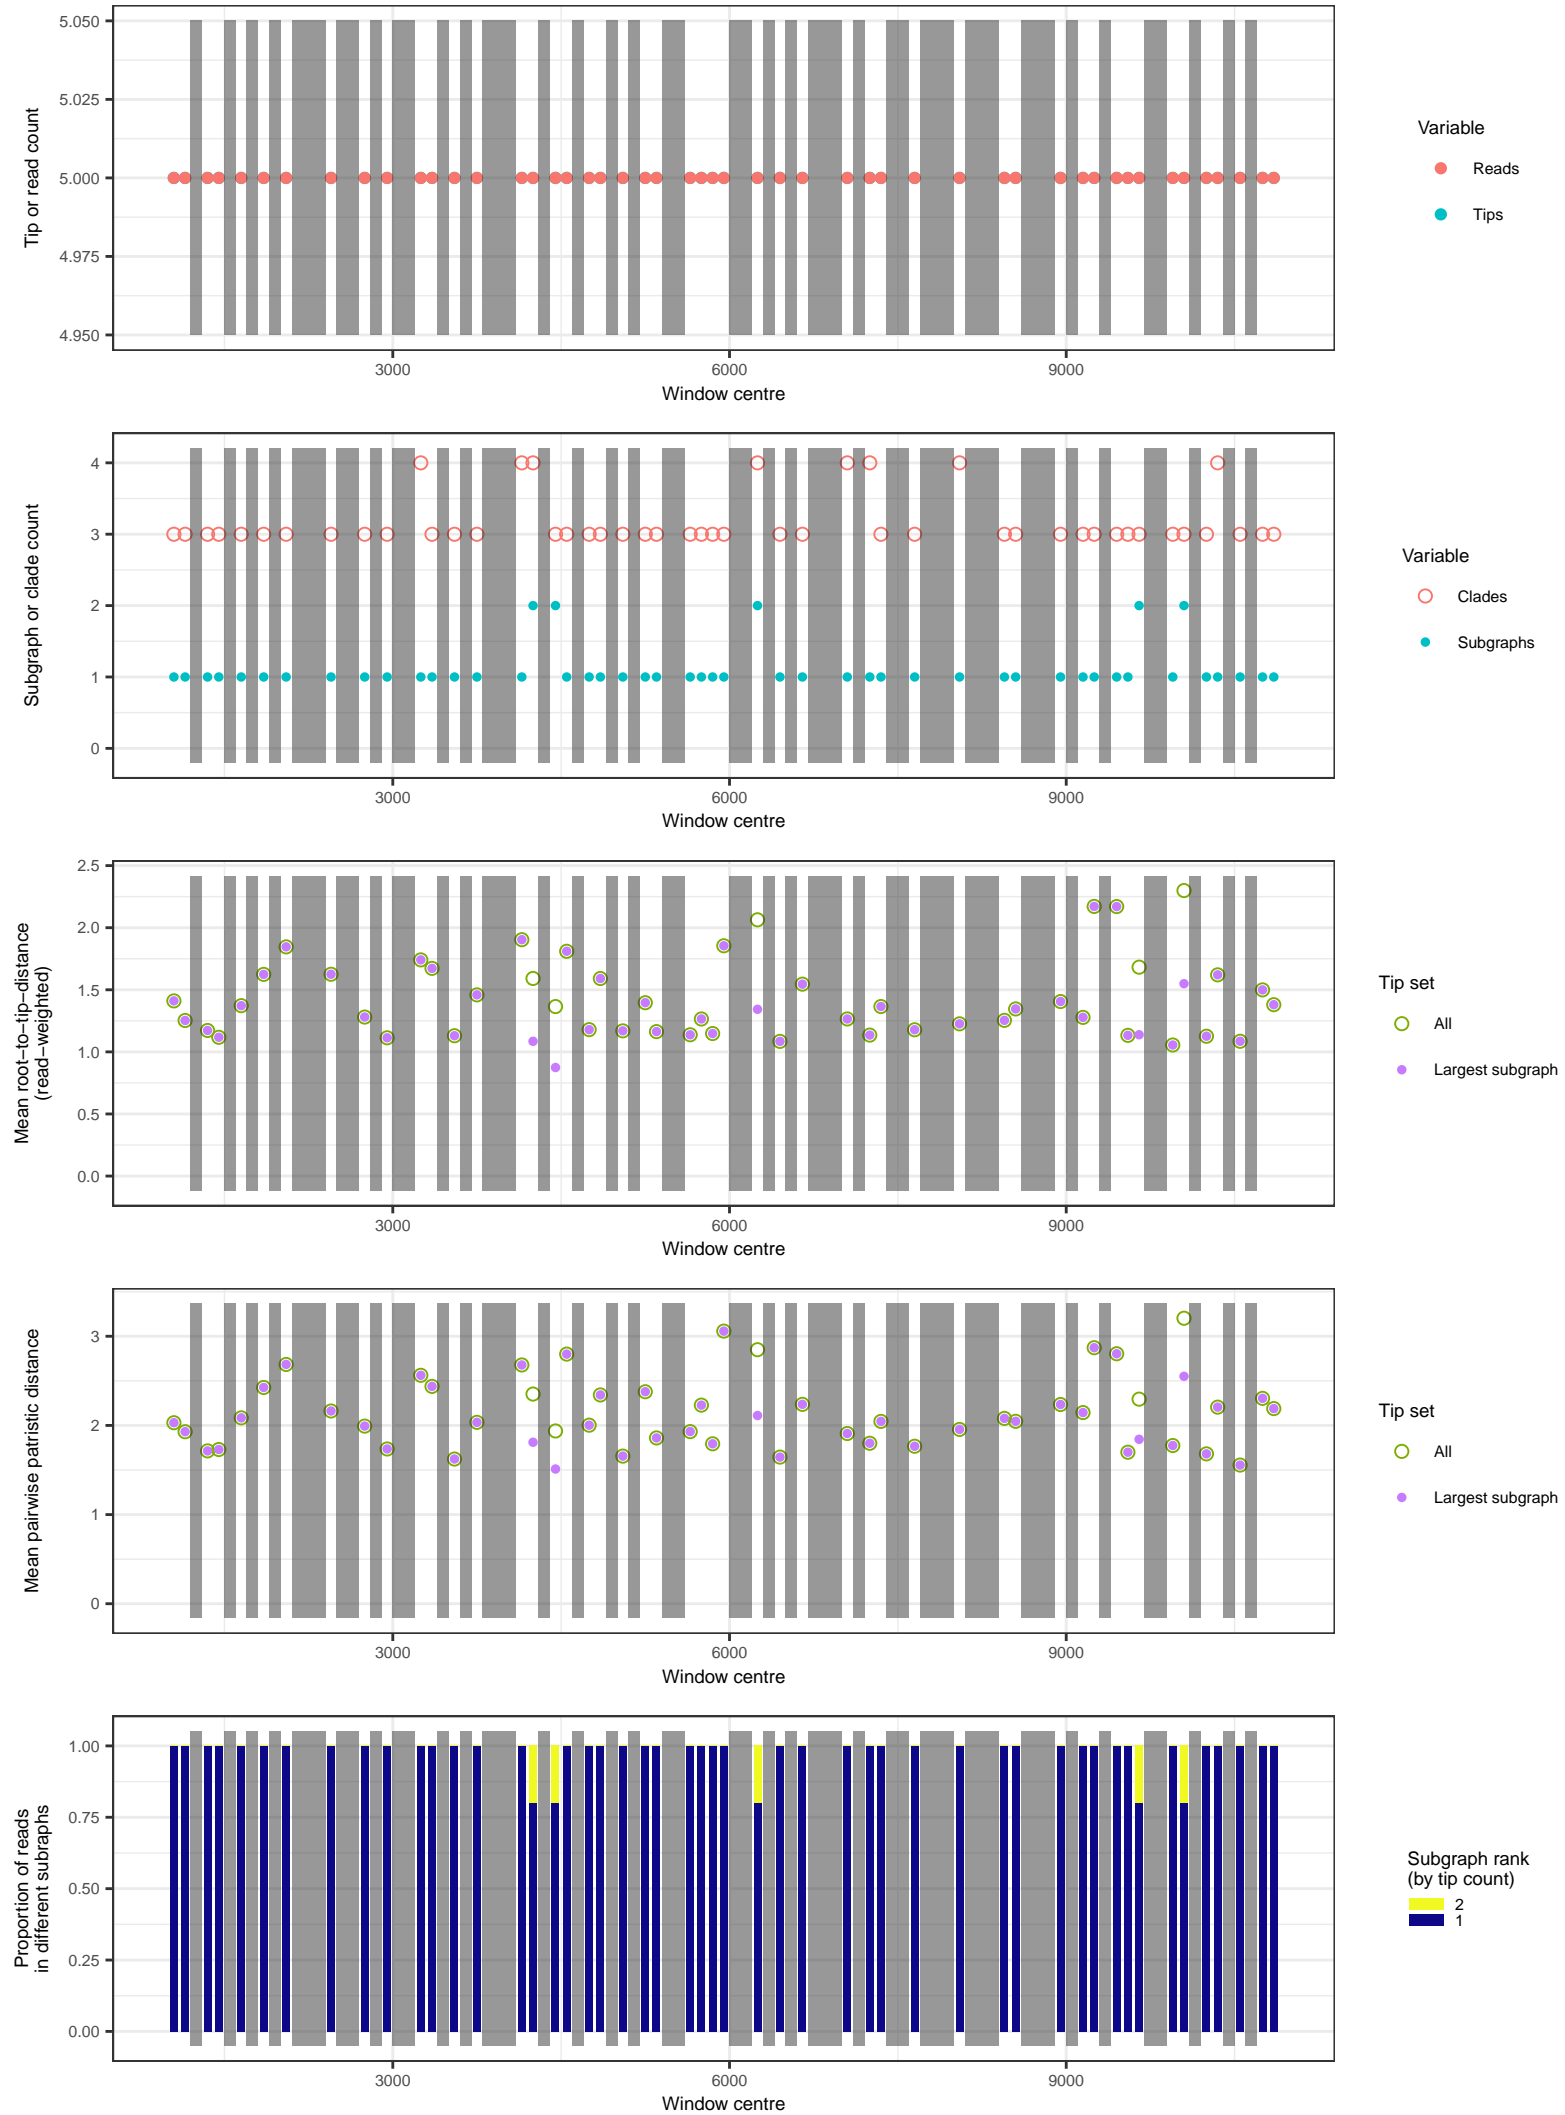 5.050
5.025
5.000
4.975
4.950
Tip or read count
3000
6000
9000
Window centre
Variable
Reads
Tips
4
3
2
1
0
Subgraph or clade count
3000
6000
9000
Window centre
Variable
Clades
Subgraphs
2.5
2.0
1.5
1.0
0.5
0.0
Mean root−to−tip−distance
(read−weighted)
3000
6000
9000
Window centre
Tip set
All
Largest subgraph
3
2
1
0
Mean pairwise patristic distance
3000
6000
9000
Window centre
Tip set
All
Largest subgraph
1.00
0.75
0.50
0.25
0.00
Proportion of reads
in different subraphs
3000
6000
9000
Window centre
Subgraph rank
(by tip count)
2
1